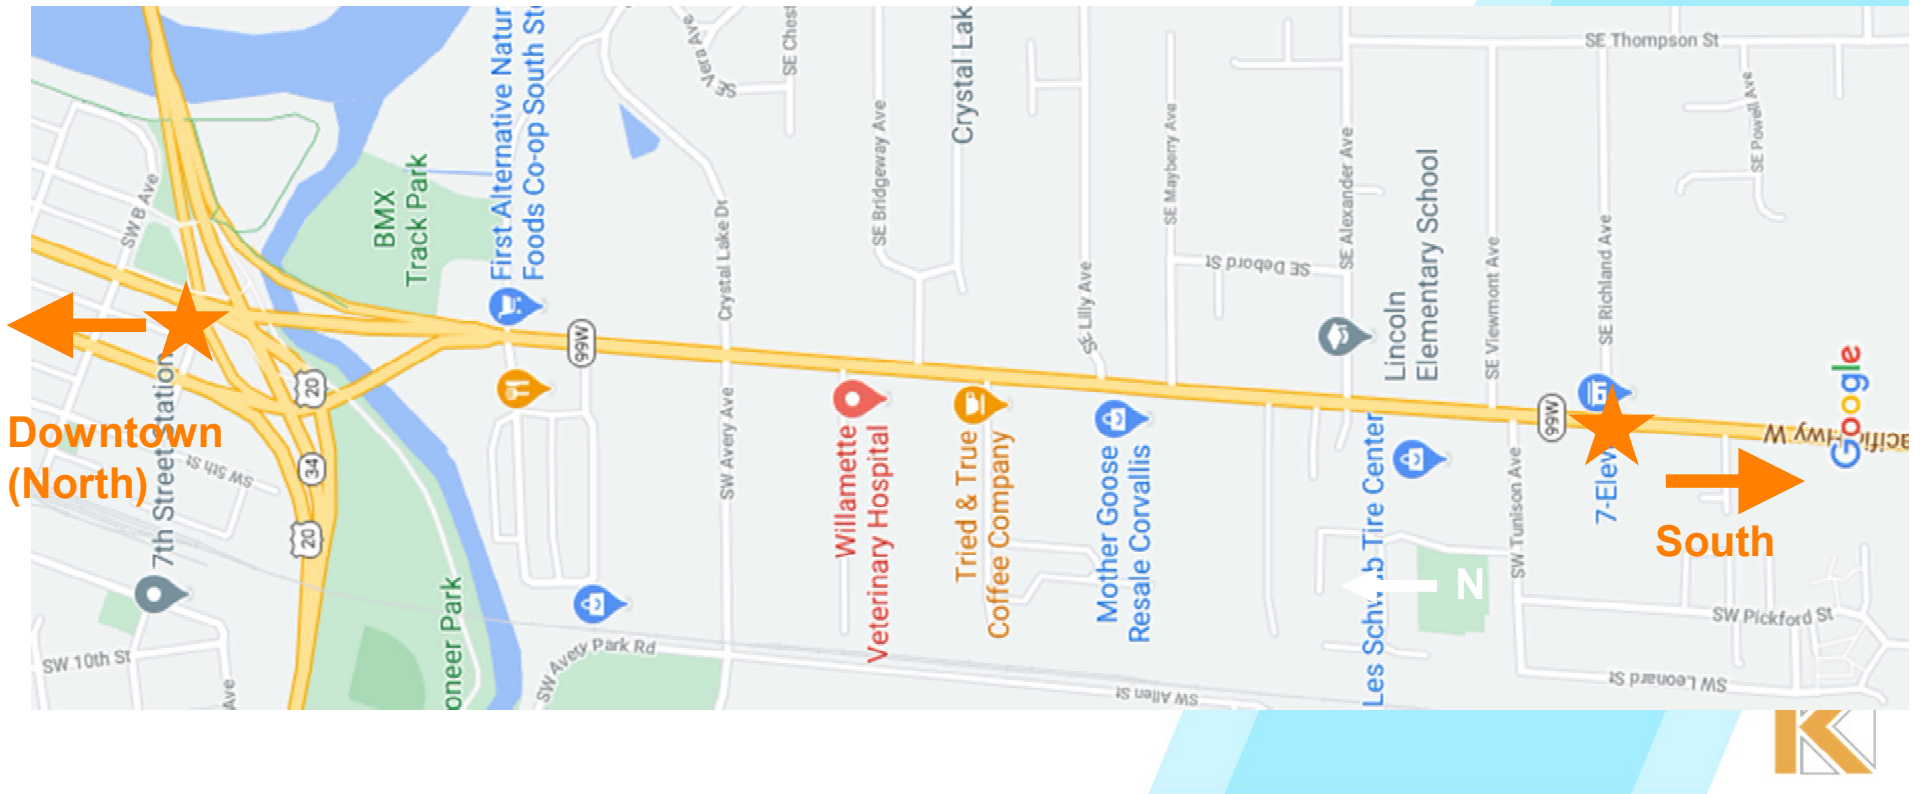 First Alternative Natur
Foods Co-op South Sto
SE Vera Ave
SE Chest
Crystal Lak
SE Thompson St
SE Powell Ave
SW B Ave
BMX
Track Park
Crystal Lake Dr
SE Bridgeway Ave
SE Mayberry Ave
SE Alexander Ave
Lincoln
Elementary School
SE Debord St
SE Lilly Ave
SE Viewmont Ave
SE Richland Ave
99W
99W
20
34
20
Downtown
(North)
7th Street Station
SW 5th St
SW Avery Ave
Willamette
Veterinary Hospital
Tried & True
Coffee Company
Mother Goose
Resale Corvallis
Les Schwab Tire Center
SW Tunison Ave
7-Elev
Hwy W
Google
South
N
SW 10th St
Ave
oneer Park
SW Avery Park Rd
SW Allen St
SW Pickford St
SW Leonard St
K